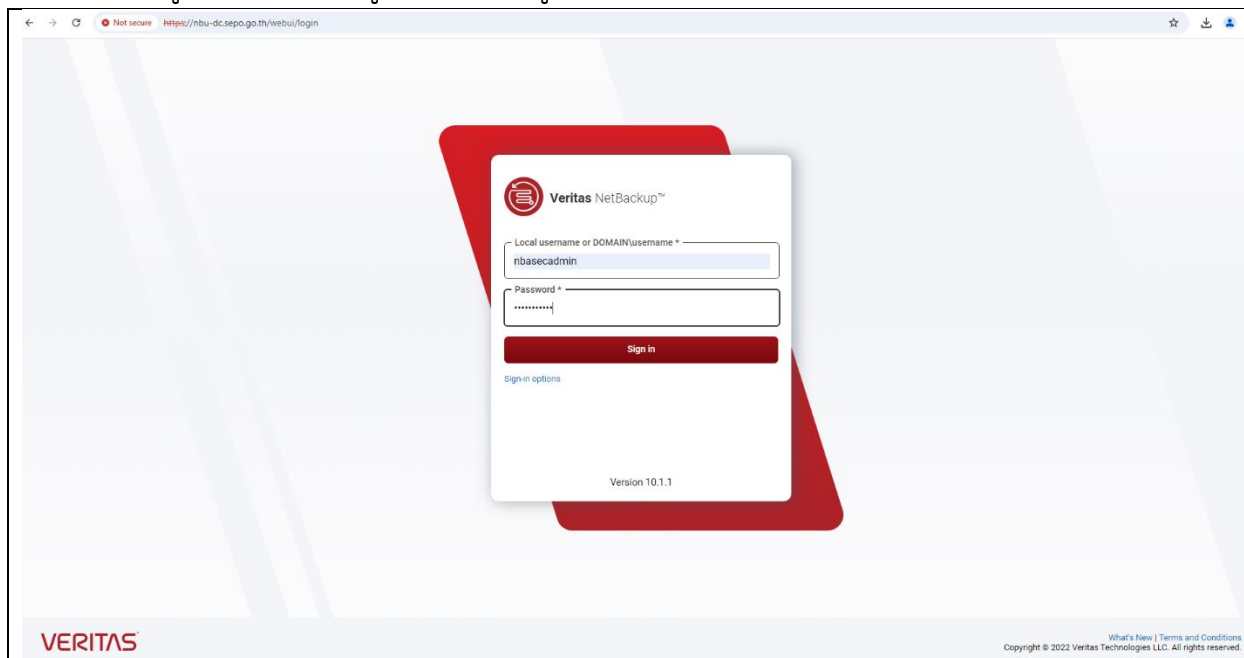 Not secure https://nbu-dc.sepo.go.th/webui/login
Veritas NetBackup™
Local username or DOMAIN\username *
nbasecadmin
Password *
•••••••••••
Sign in
Sign-in options
Version 10.1.1
VERITAS
What's New | Terms and Conditions
Copyright © 2022 Veritas Technologies LLC. All rights reserved.